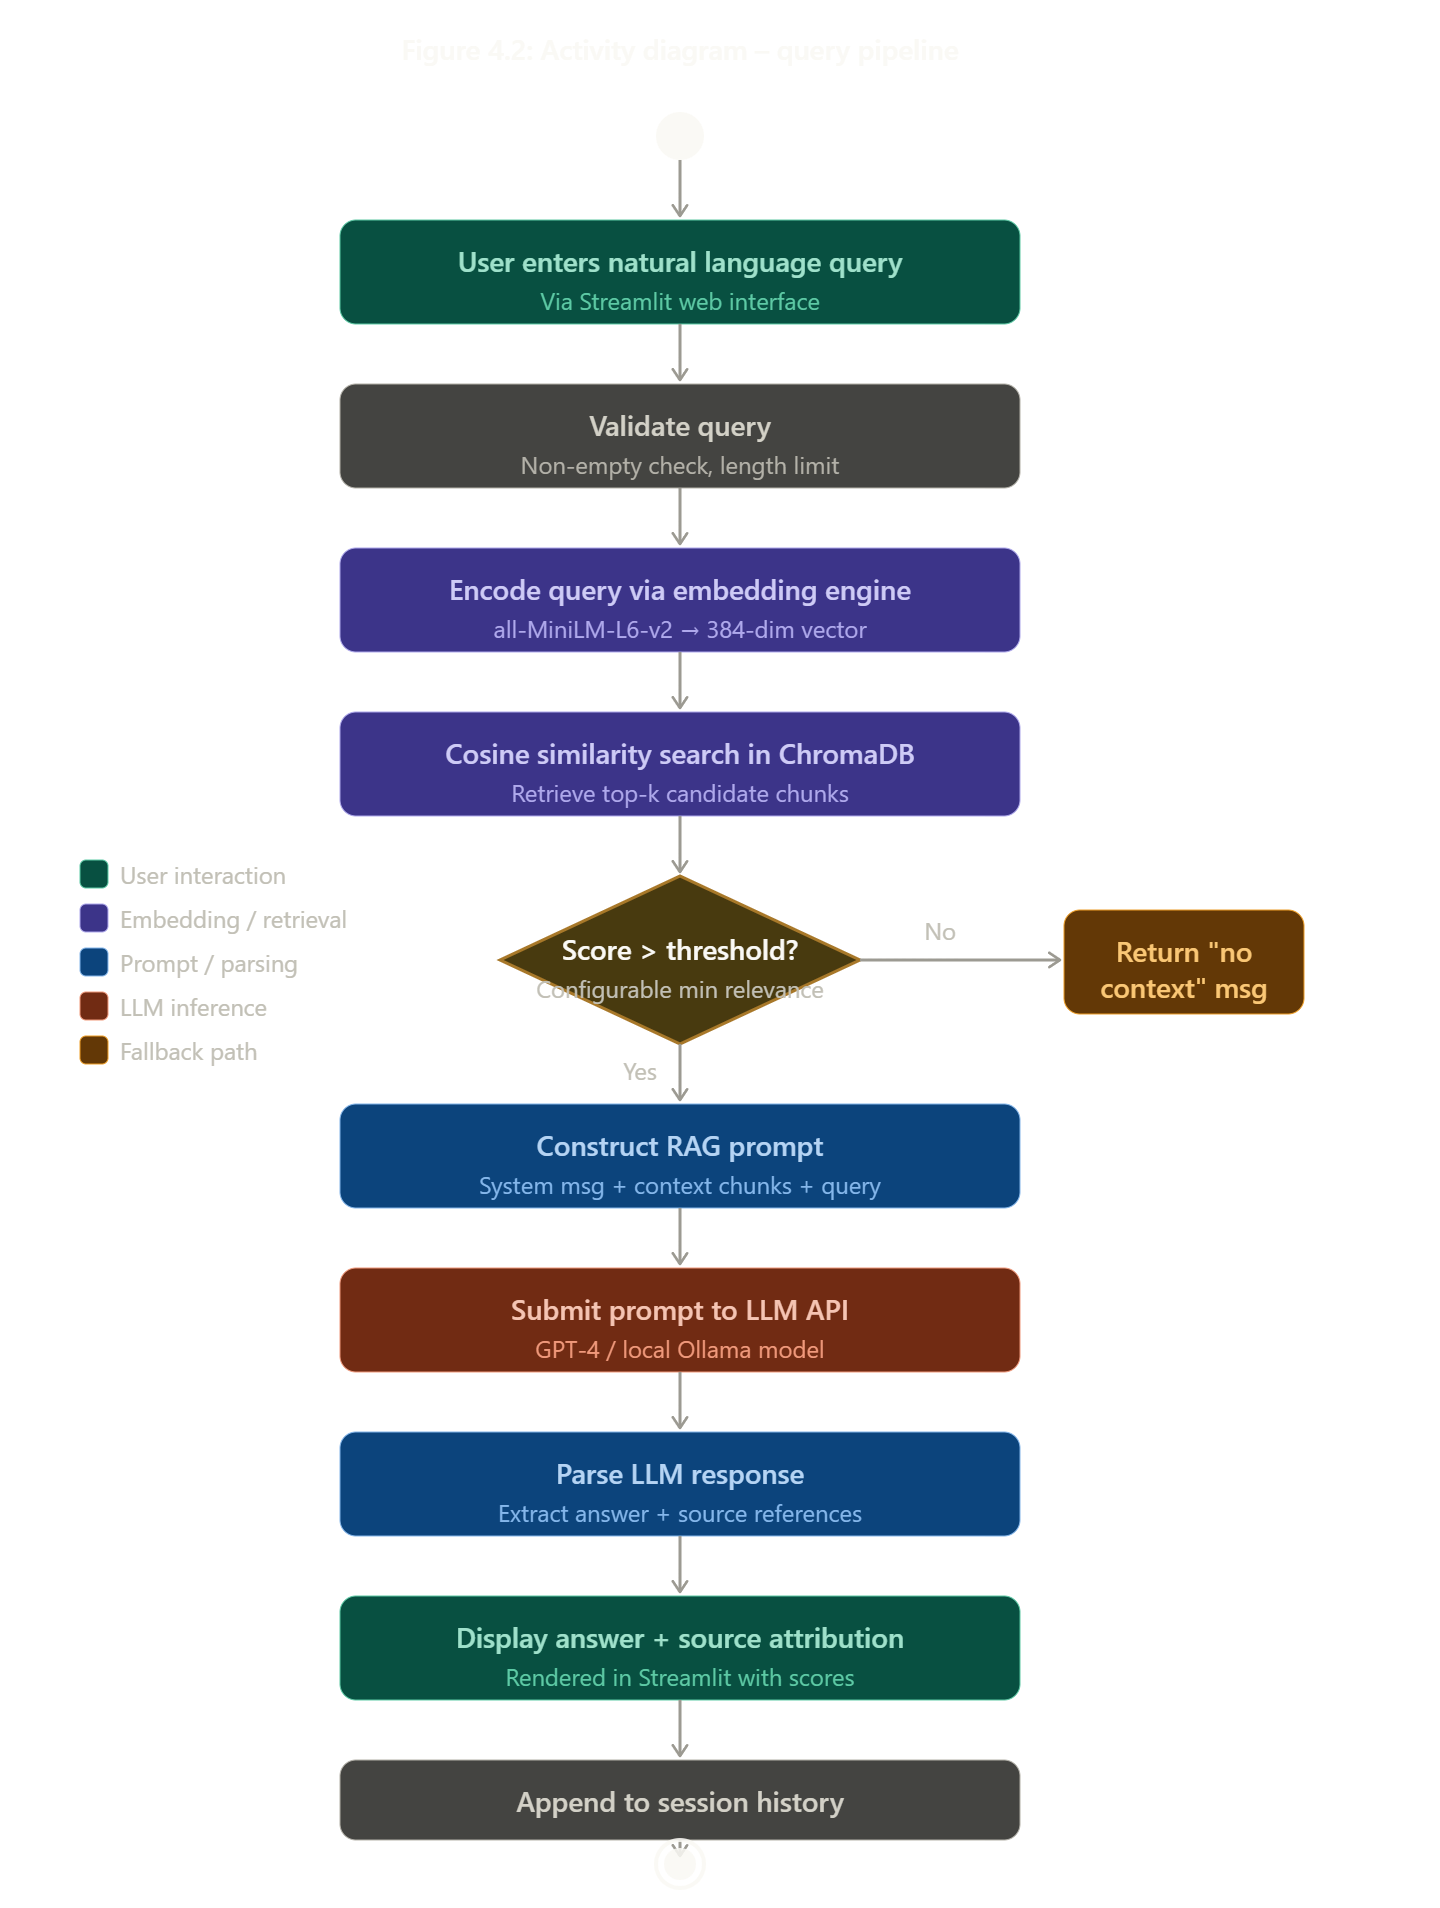 Figure 4.2: Activity diagram – query pipeline
User enters natural language query
Via Streamlit web interface
Validate query
Non-empty check, length limit
Encode query via embedding engine
all-MiniLM-L6-v2 → 384-dim vector
Cosine similarity search in ChromaDB
Retrieve top-k candidate chunks
User interaction
Embedding / retrieval
Prompt / parsing
LLM inference
Fallback path
Score > threshold?
Configurable min relevance
No
Return "no
context" msg
Yes
Construct RAG prompt
System msg + context chunks + query
Submit prompt to LLM API
GPT-4 / local Ollama model
Parse LLM response
Extract answer + source references
Display answer + source attribution
Rendered in Streamlit with scores
Append to session history